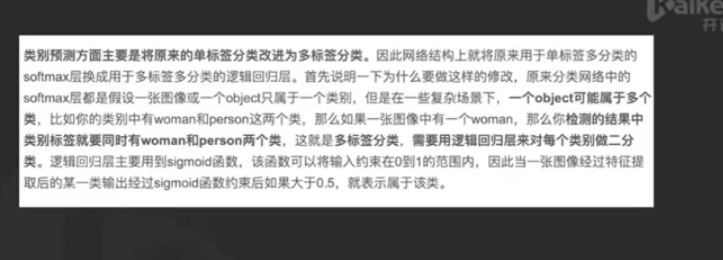 Kaike
开
类别预测方面主要是将原来的单标签分类改进为多标签分类。因此网络结构上就将原来用于单标签多分类的
softmax层换成用于多标签多分类的逻辑回归层。首先说明一下为什么要做这样的修改，原来分类网络中的
softmax层都是假设一张图像或一个object只属于一个类别，但是在一些复杂场景下，一个object可能属于多个
类，比如你的类别中有woman和person这两个类，那么如果一张图像中有一个woman，那么你检测的结果中
类别标签就要同时有woman和person两个类，这就是多标签分类，需要用逻辑回归层来对每个类别做二分
类。逻辑回归层主要用到sigmoid函数，该函数可以将输入约束在0到1的范围内，因此当一张图像经过特征提
取后的某一类输出经过sigmoid函数约束后如果大于0.5，就表示属于该类。